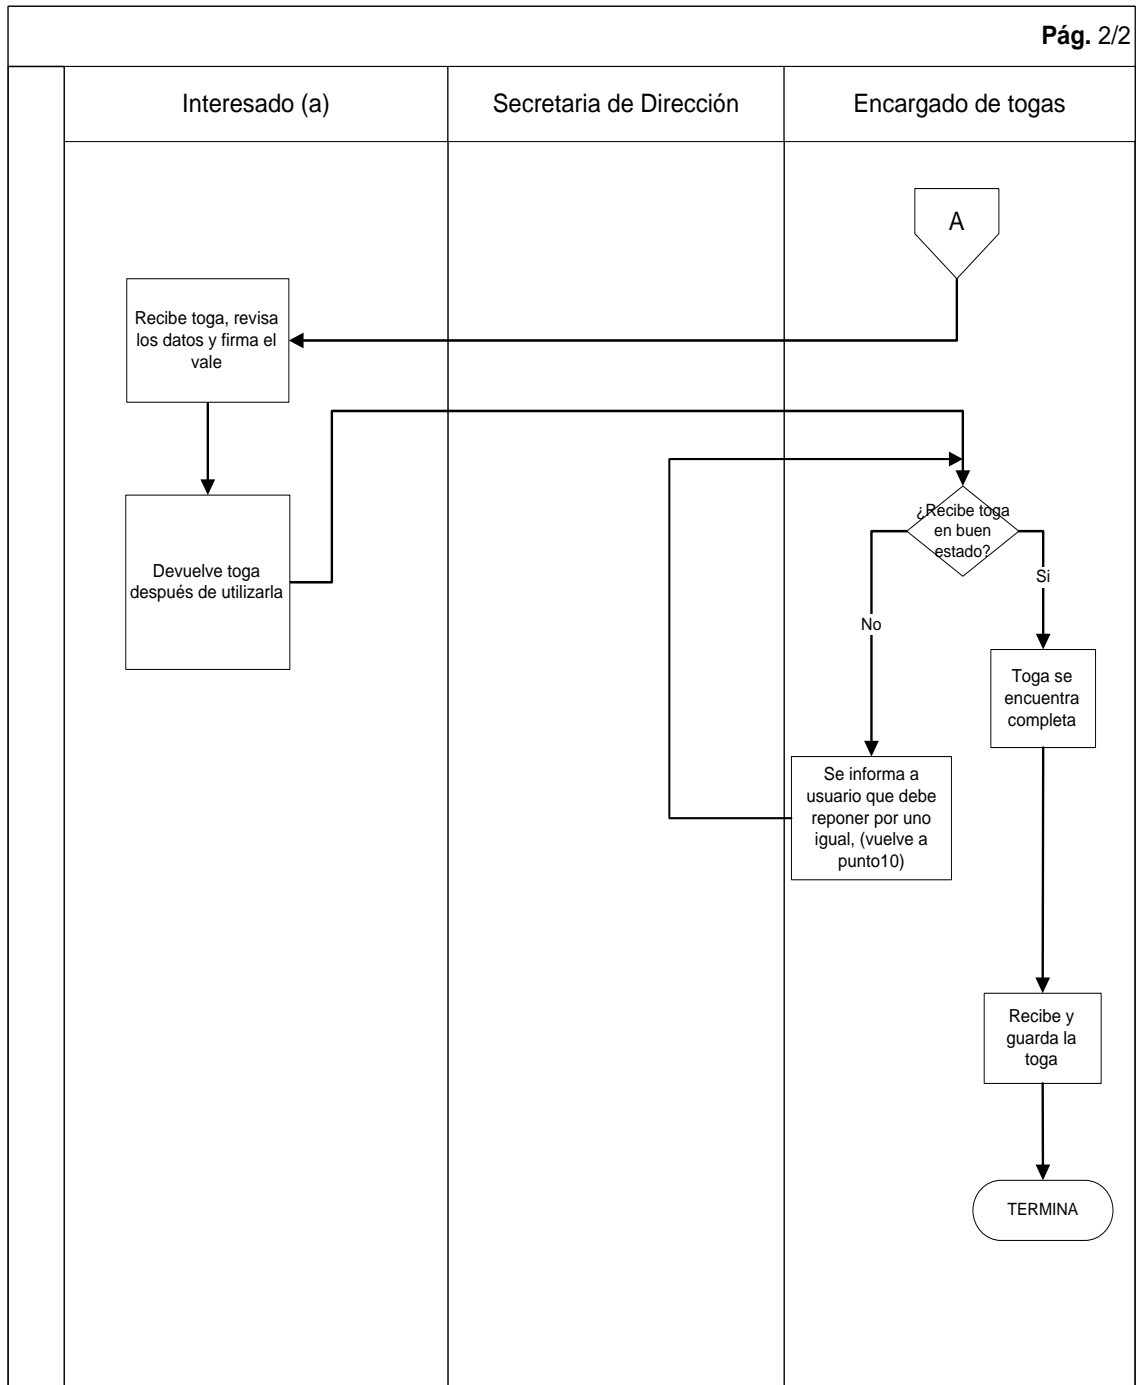 Pág. 2/2
Interesado (a)
Secretaria de Dirección
Encargado de togas
A
Recibe toga, revisa
los datos y firma el
vale
¿Recibe toga
en buen
estado?
Devuelve toga
después de utilizarla
Si
No
Toga se
encuentra
completa
Se informa a
usuario que debe
reponer por uno
igual, (vuelve a
punto10)
Recibe y
guarda la
toga
TERMINA